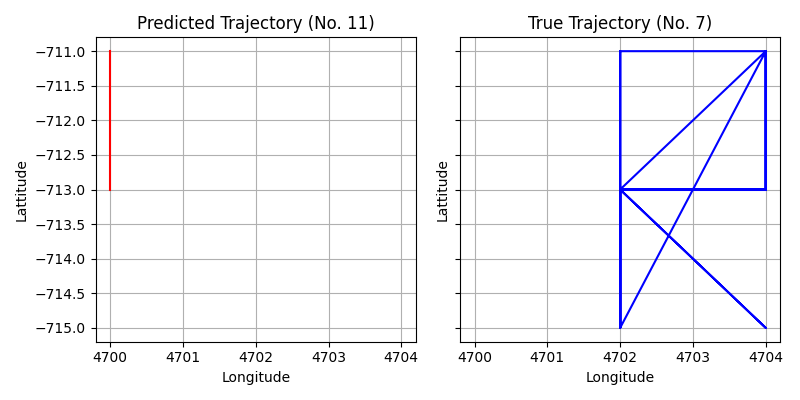 Predicted Trajectory (No. 11)
True Trajectory (No. 7)
−711.0
−711.5
−712.0
−712.5
−713.0
−713.5
−714.0
−714.5
−715.0
Lattitude
Lattitude
4700 4701 4702 4703 4704
4700 4701 4702 4703 4704
Longitude
Longitude